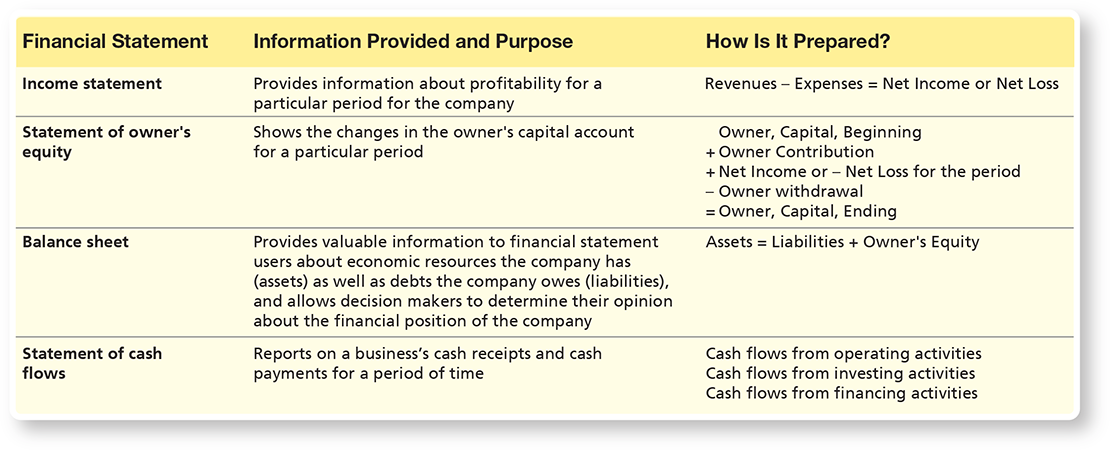 Financial Statement
Information Provided and Purpose
How Is It Prepared?
Income statement
Provides information about profitability for a
particular period for the company
Revenues – Expenses = Net Income or Net Loss
Statement of owner's
equity
Shows the changes in the owner's capital account
for a particular period
Owner, Capital, Beginning
+ Owner Contribution
+ Net Income or – Net Loss for the period
– Owner withdrawal
= Owner, Capital, Ending
Balance sheet
Provides valuable information to financial statement
users about economic resources the company has
(assets) as well as debts the company owes (liabilities),
and allows decision makers to determine their opinion
about the financial position of the company
Assets = Liabilities + Owner's Equity
Statement of cash
flows
Reports on a business’s cash receipts and cash
payments for a period of time
Cash flows from operating activities
Cash flows from investing activities
Cash flows from financing activities